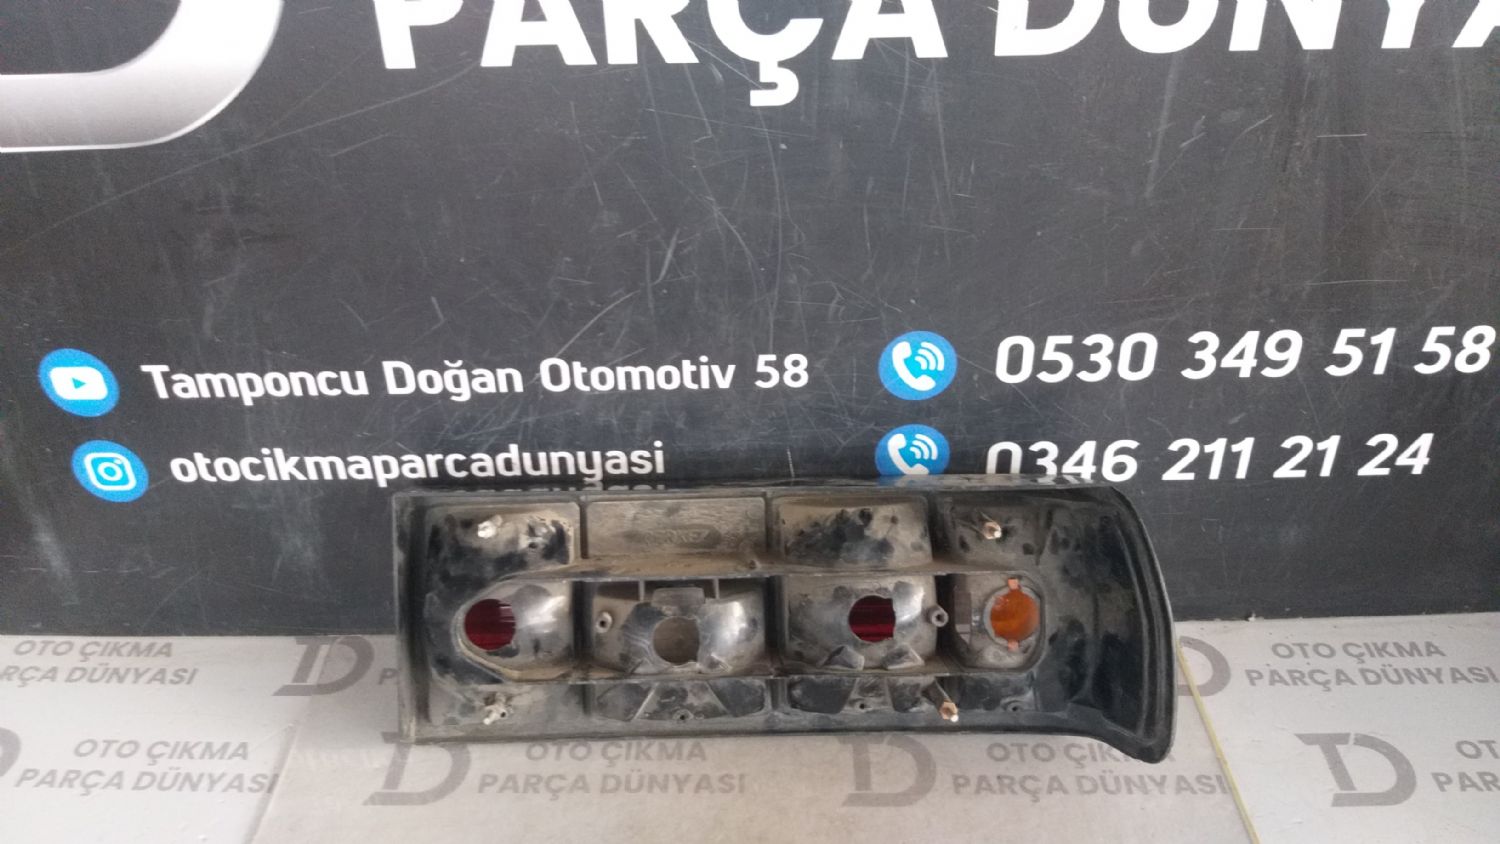 PARÇA DÜNYA
Tamponcu Doğan Otomotiv 58
0530 349 51 58
otocikmaparcadunyasi
0346 211 21 24
OTO ÇIKMA
PARÇA DÜNYASI
OTO ÇIKMA
PARÇA DÜNYASI
OTO ÇIKMA
PARÇA DÜNYASI
OTO ÇIKMA
PARÇA DÜNYASI
OTO ÇIKMA
PARÇA DÜNYASI